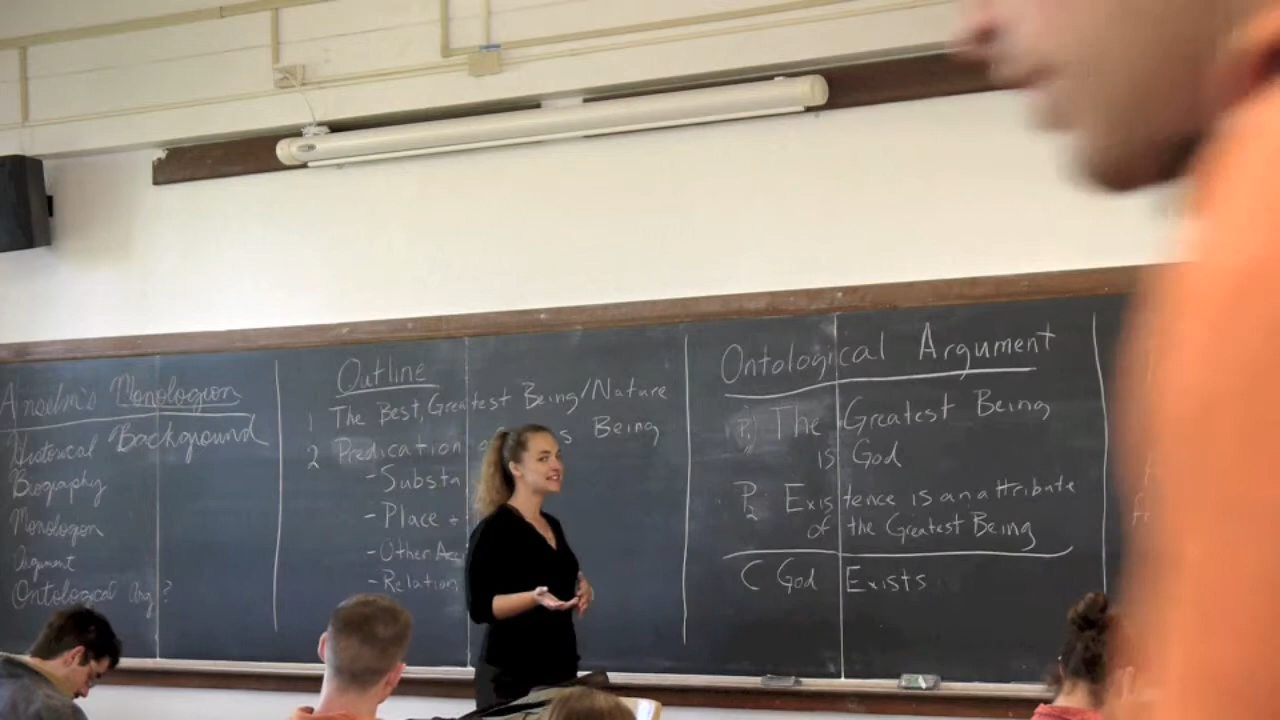 Anselm's Monologion
Historical Background
Biography
Monologion
Argument
Ontological Arg?
Outline
1 The Best, Greatest Being/Nature
2 Predication s Being
- Substa
- Place +
- Other
- Relation
Ontological Argument
P1) The Greatest Being
is God
P2 Existence is an attribute
of the Greatest Being
C God Exists